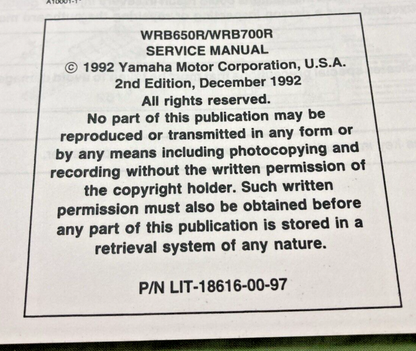 A10001-1*
WRB650R/WRB700R
SERVICE MANUAL
© 1992 Yamaha Motor Corporation, U.S.A.
2nd Edition, December 1992
All rights reserved.
No part of this publication may be
reproduced or transmitted in any form or
by any means including photocopying and
recording without the written permission of
the copyright holder. Such written
permission must also be obtained before
any part of this publication is stored in a
retrieval system of any nature.
P/N LIT-18616-00-97